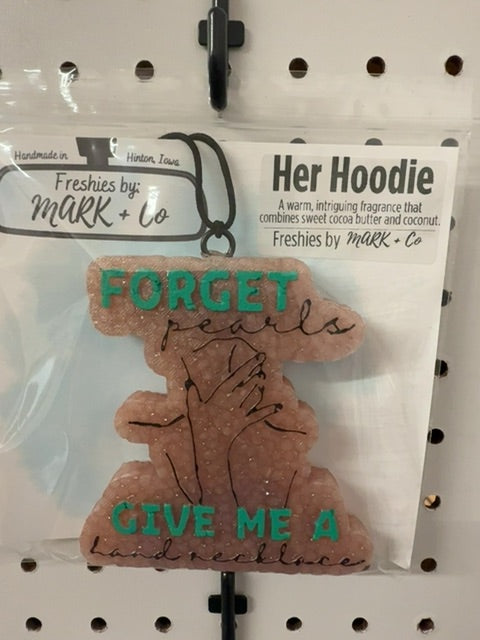 Handmade in Hinton, Iowa
Freshies by:
MARK + Co
Her Hoodie
A warm, intriguing fragrance that
combines sweet cocoa butter and coconut.
Freshies by MARK + Co
FORGET
pearls
GIVE ME A
hand necklace